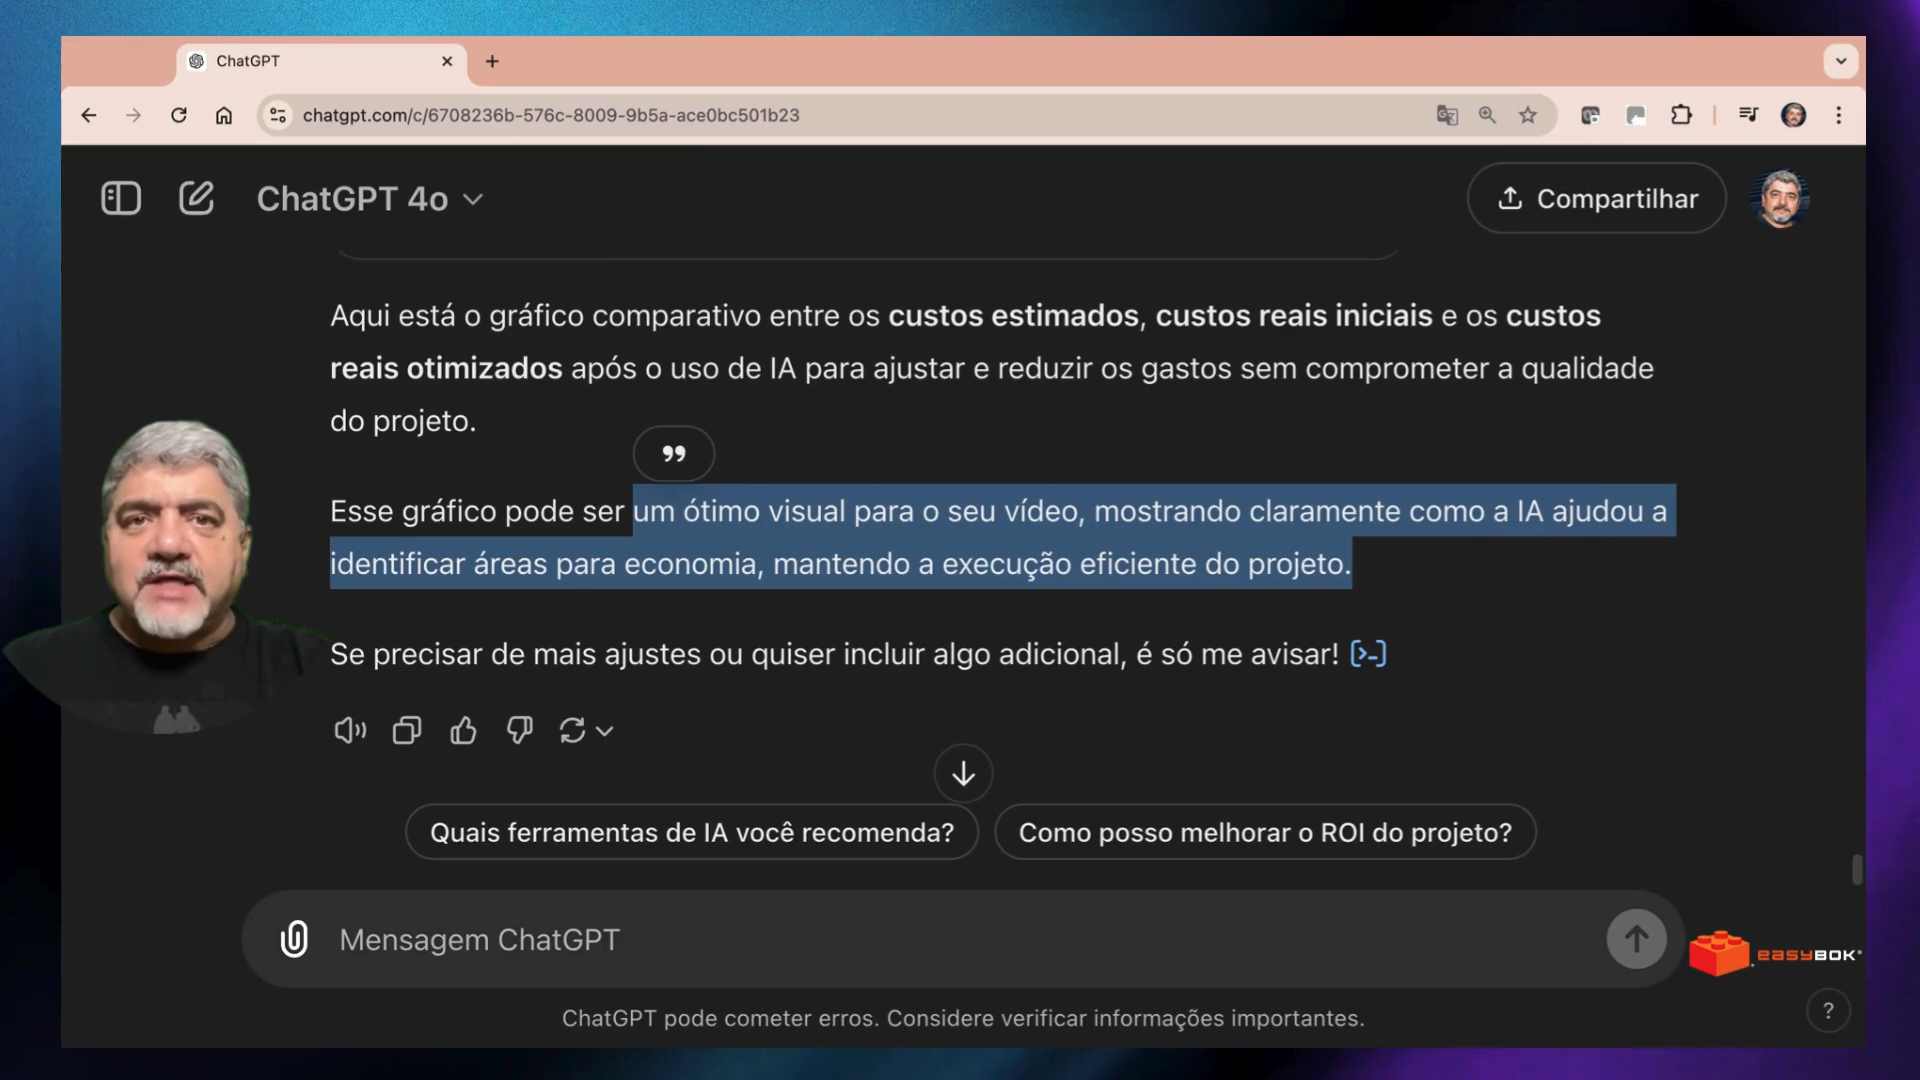 ChatGPT
chatgpt.com/c/6708236b-576c-8009-9b5a-ace0bc501b23
ChatGPT 4o
Compartilhar
Aqui está o gráfico comparativo entre os custos estimados, custos reais iniciais e os custos
reais otimizados após o uso de IA para ajustar e reduzir os gastos sem comprometer a qualidade
do projeto.
Esse gráfico pode ser um ótimo visual para o seu vídeo, mostrando claramente como a IA ajudou a
identificar áreas para economia, mantendo a execução eficiente do projeto.
Se precisar de mais ajustes ou quiser incluir algo adicional, é só me avisar! [>-]
Quais ferramentas de IA você recomenda?
Como posso melhorar o ROI do projeto?
Mensagem ChatGPT
easyBOK
ChatGPT pode cometer erros. Considere verificar informações importantes.
?